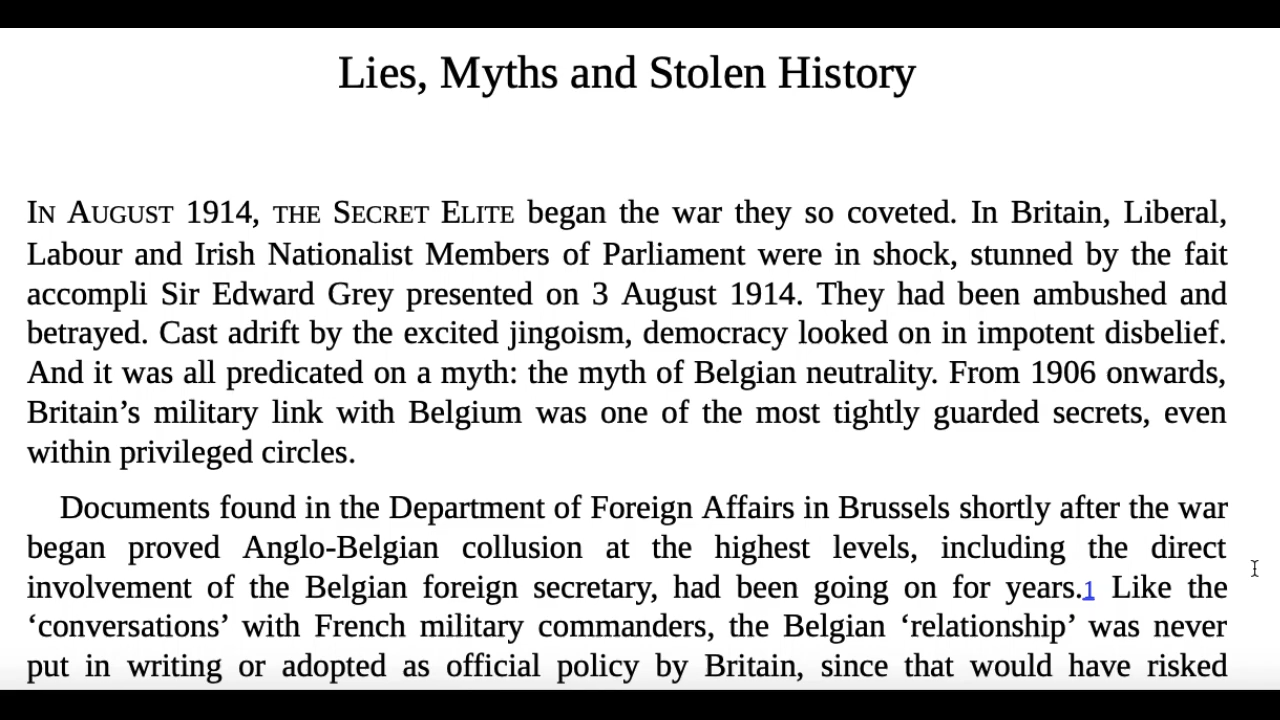 Lies, Myths and Stolen History
IN AUGUST 1914, THE SECRET ELITE began the war they so coveted. In Britain, Liberal,
Labour and Irish Nationalist Members of Parliament were in shock, stunned by the fait
accompli Sir Edward Grey presented on 3 August 1914. They had been ambushed and
betrayed. Cast adrift by the excited jingoism, democracy looked on in impotent disbelief.
And it was all predicated on a myth: the myth of Belgian neutrality. From 1906 onwards,
Britain’s military link with Belgium was one of the most tightly guarded secrets, even
within privileged circles.
Documents found in the Department of Foreign Affairs in Brussels shortly after the war
began proved Anglo-Belgian collusion at the highest levels, including the direct
involvement of the Belgian foreign secretary, had been going on for years.1 Like the
‘conversations’ with French military commanders, the Belgian ‘relationship’ was never
put in writing or adopted as official policy by Britain, since that would have risked